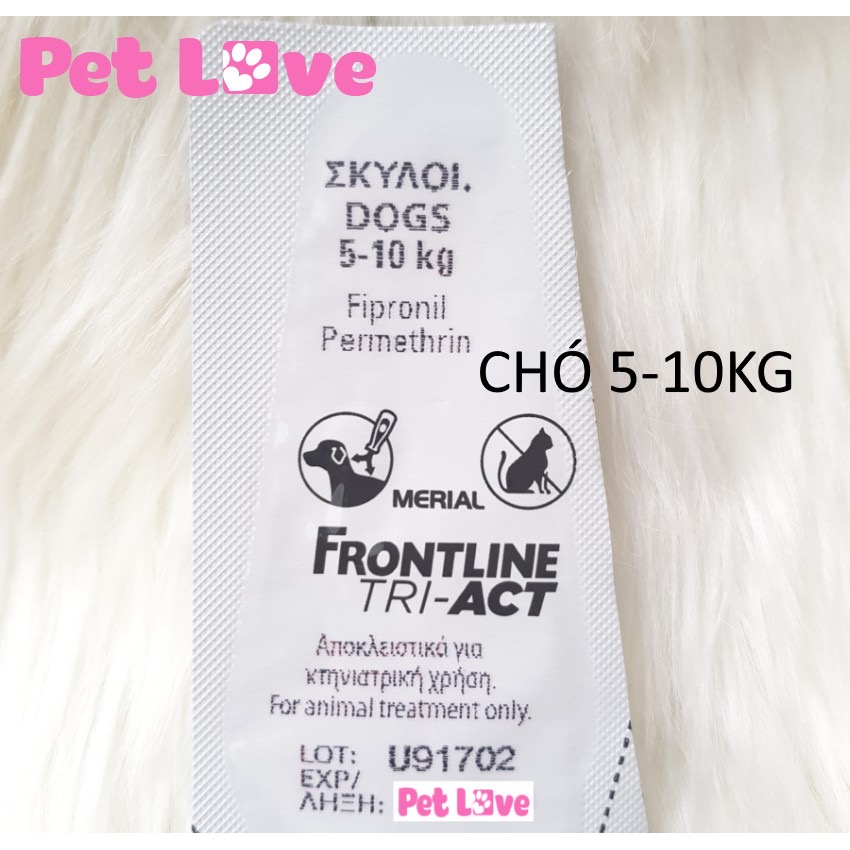 Pet Love
ΣΚΥΛΟΙ.
DOGS
5-10 kg
Fipronil
Permethrin
CHÓ 5-10KG
MERIAL
FRONTLINE
TRI-ACT
Αποκλειστικά για
κτηνιατρική χρήση.
For animal treatment only.
LOT: U91702
EXP/
ΛΗΞΗ: Pet Love